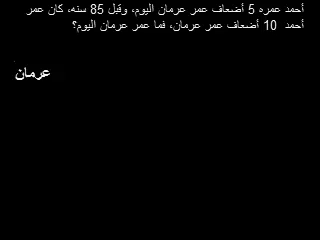 أحمد عمره 5 أضعاف عمر عرمان اليوم، وقبل 85 سنه، كان عمر
أحمد 10 أضعاف عمر عرمان، فما عمر عرمان اليوم؟
عرمان